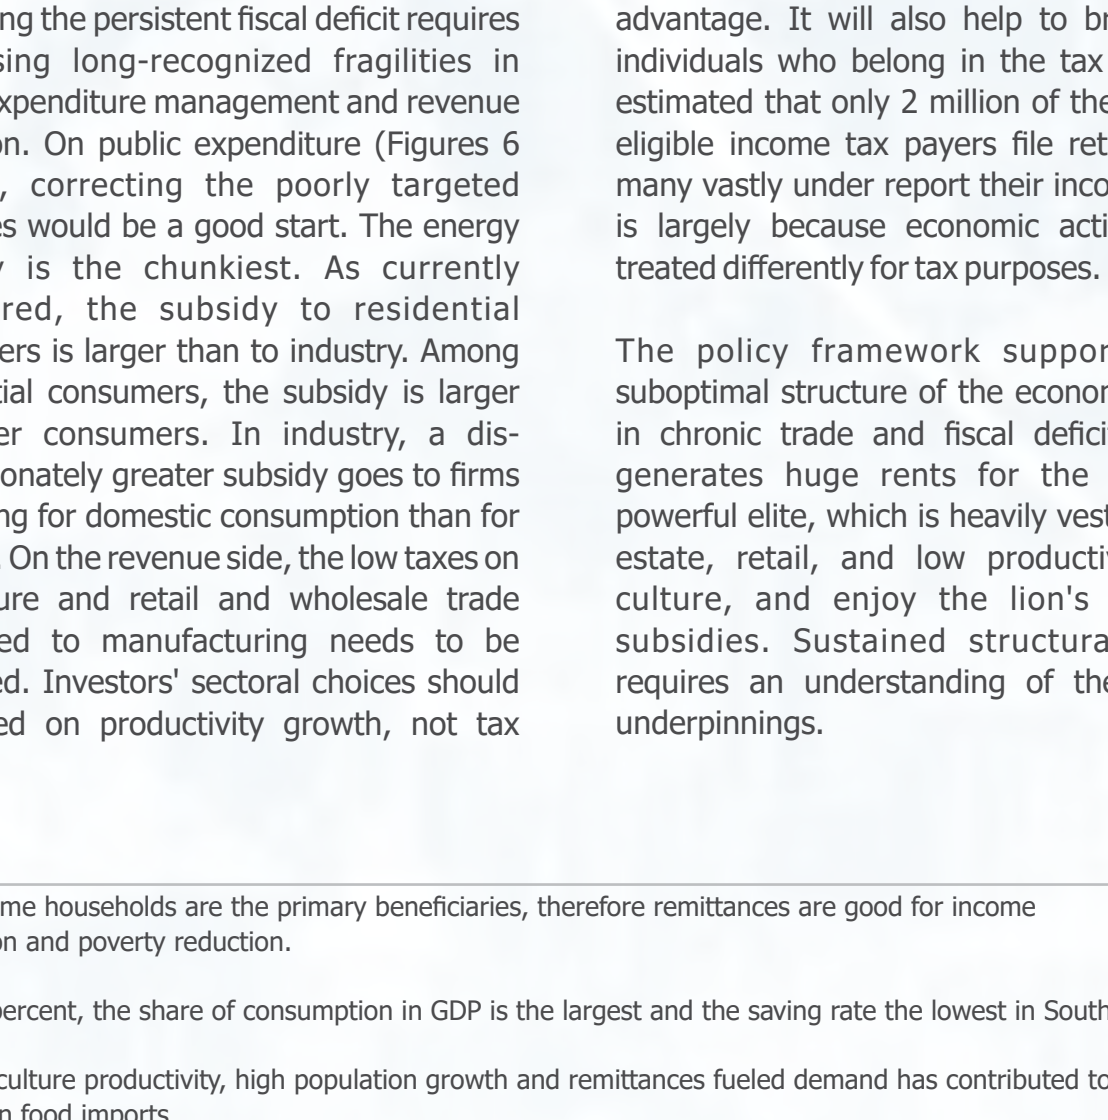 ng the persistent fiscal deficit requires
sing long-recognized fragilities in
xpenditure management and revenue
on. On public expenditure (Figures 6
, correcting the poorly targeted
es would be a good start. The energy
y is the chunkiest. As currently
red, the subsidy to residential
ers is larger than to industry. Among
tial consumers, the subsidy is larger
er consumers. In industry, a dis-
onately greater subsidy goes to firms
ng for domestic consumption than for
. On the revenue side, the low taxes on
ure and retail and wholesale trade
ed to manufacturing needs to be
ed. Investors' sectoral choices should
ed on productivity growth, not tax
advantage. It will also help to br
individuals who belong in the tax
estimated that only 2 million of the
eligible income tax payers file ret
many vastly under report their inco
is largely because economic acti
treated differently for tax purposes.
The policy framework suppor
suboptimal structure of the econor
in chronic trade and fiscal defici
generates huge rents for the
powerful elite, which is heavily vest
estate, retail, and low productiv
culture, and enjoy the lion's
subsidies. Sustained structura
requires an understanding of the
underpinnings.
me households are the primary beneficiaries, therefore remittances are good for income
on and poverty reduction.
percent, the share of consumption in GDP is the largest and the saving rate the lowest in South
culture productivity, high population growth and remittances fueled demand has contributed to
n food imports.